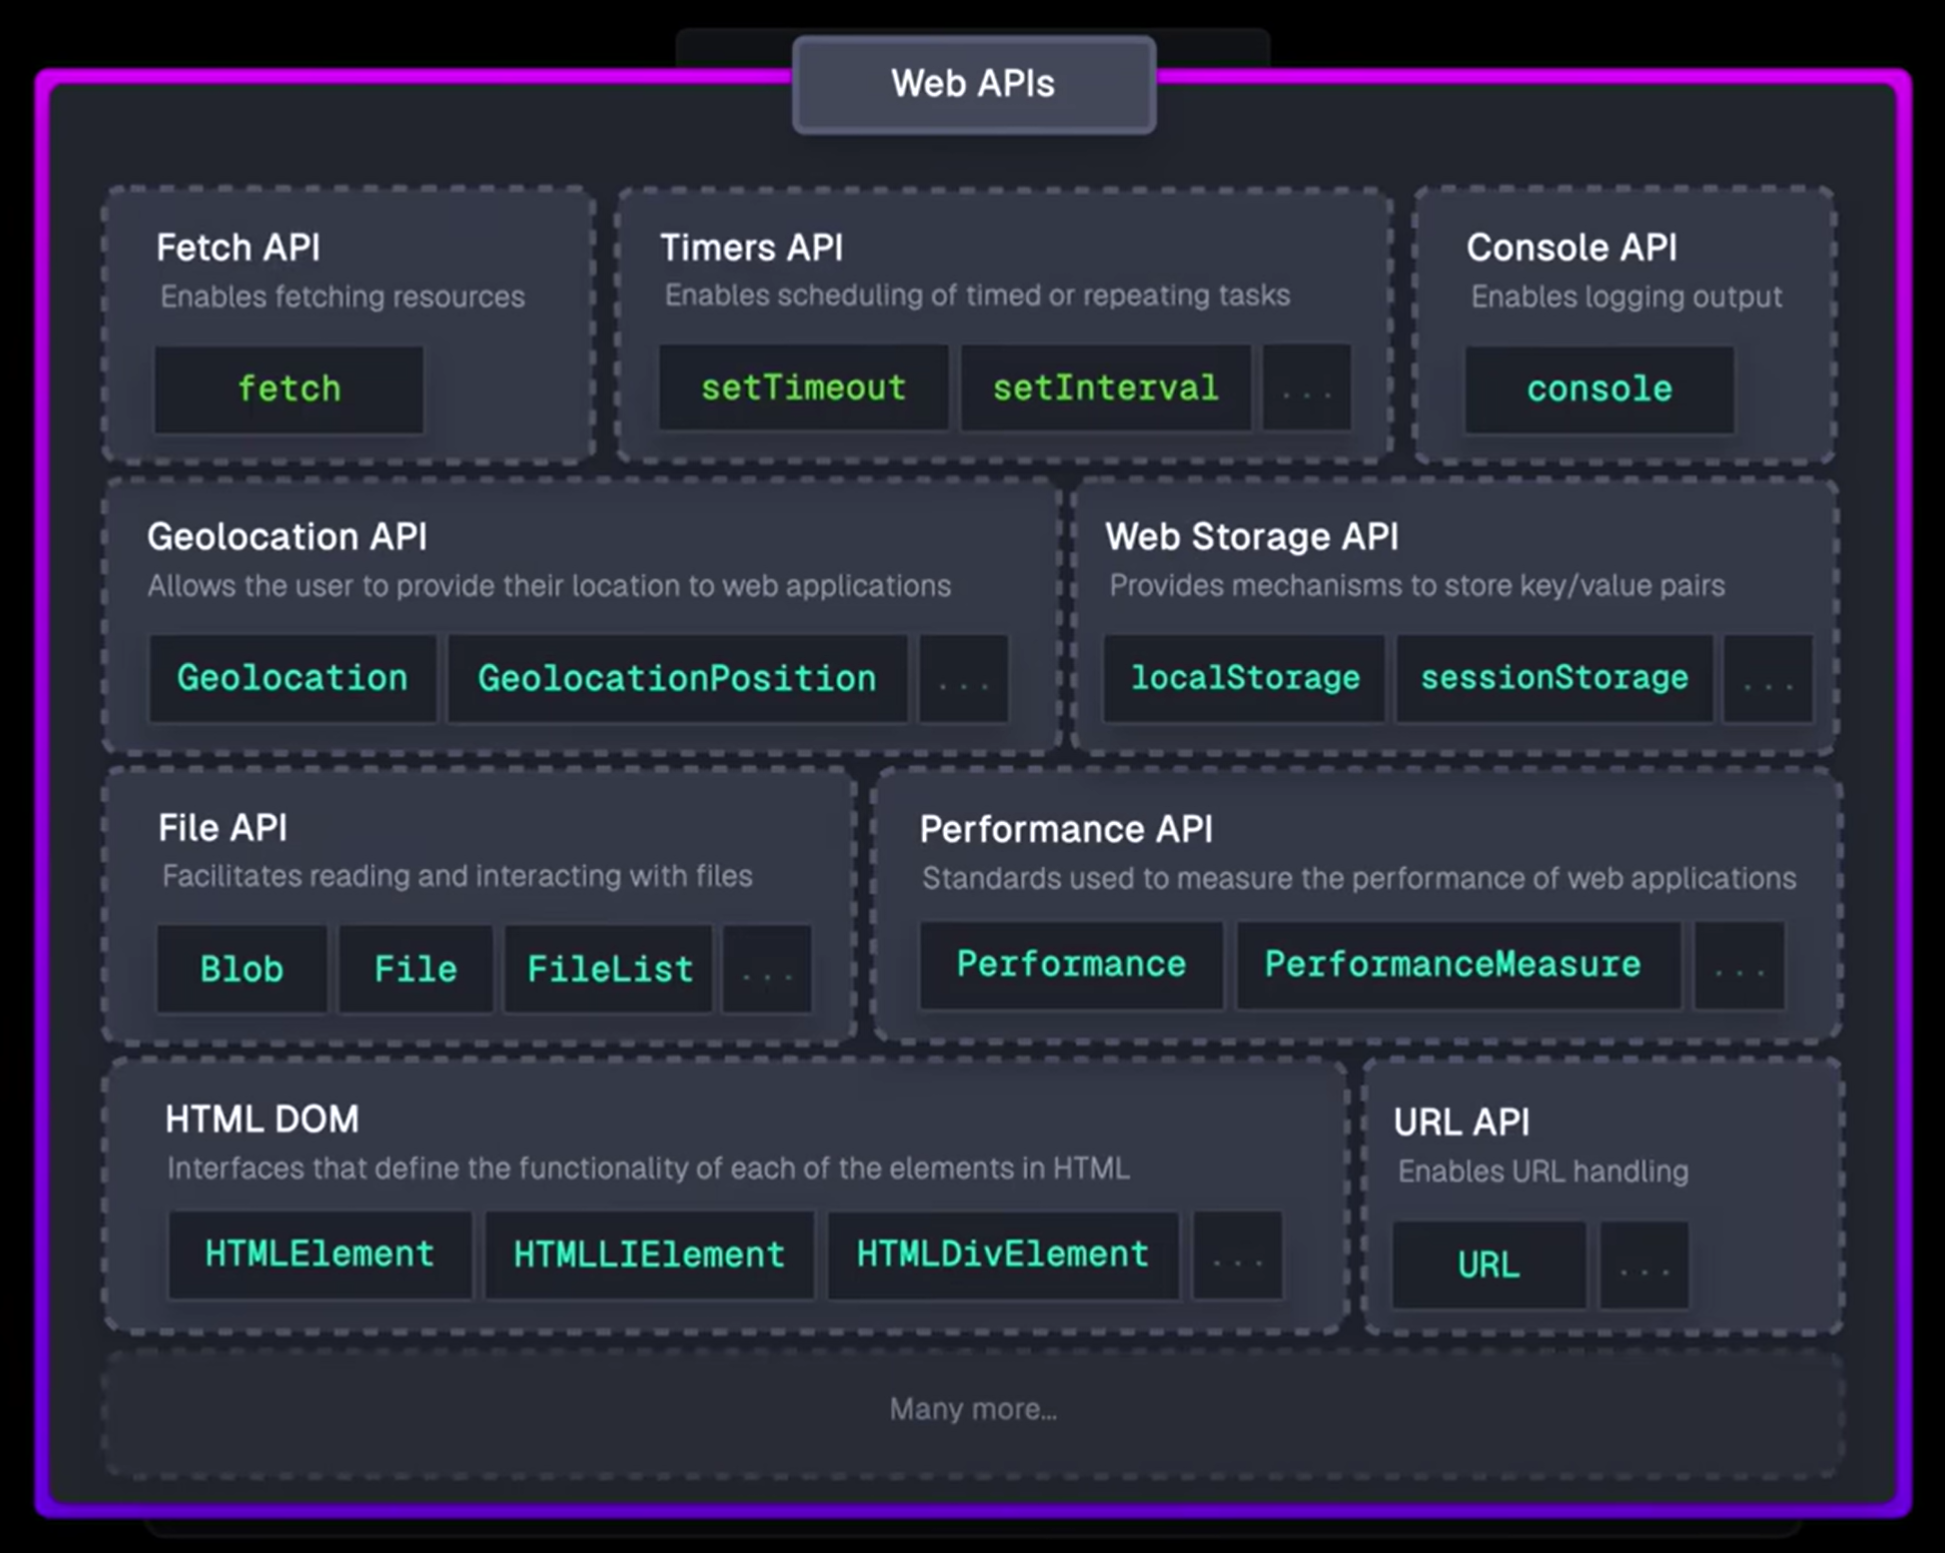 Web APIs
Fetch API
Enables fetching resources
fetch
Timers API
Enables scheduling of timed or repeating tasks
setTimeout setInterval ...
Console API
Enables logging output
console
Geolocation API
Allows the user to provide their location to web applications
Geolocation GeolocationPosition ...
Web Storage API
Provides mechanisms to store key/value pairs
localStorage sessionStorage ...
File API
Facilitates reading and interacting with files
Blob File FileList ...
Performance API
Standards used to measure the performance of web applications
Performance PerformanceMeasure ...
HTML DOM
Interfaces that define the functionality of each of the elements in HTML
HTMLElement HTMLLIElement HTMLDivElement ...
URL API
Enables URL handling
URL ...
Many more...